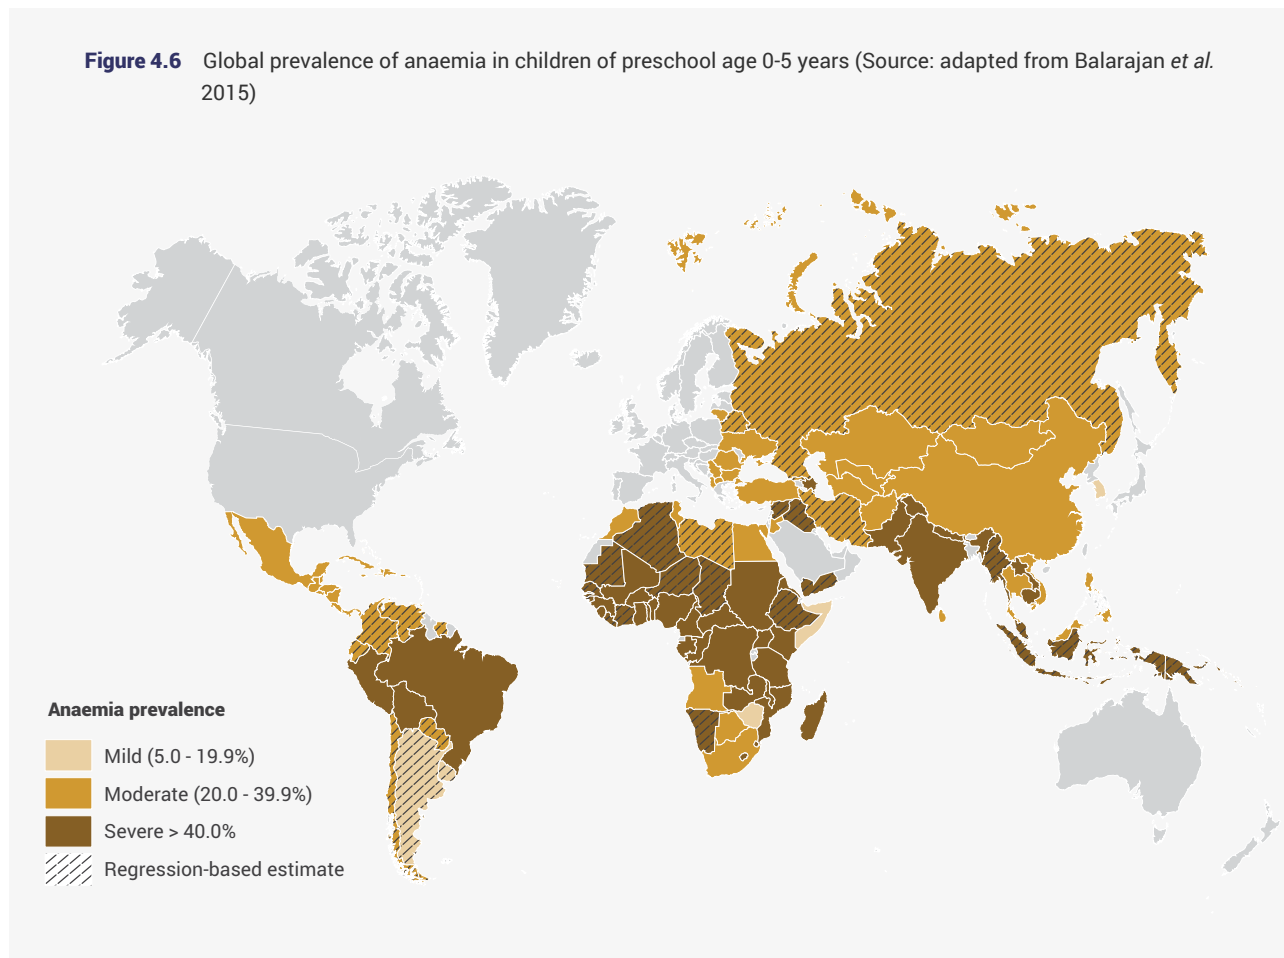 Figure 4.6 Global prevalence of anaemia in children of preschool age 0-5 years (Source: adapted from Balarajan et al.
2015)
Anaemia prevalence
Mild (5.0 - 19.9%)
Moderate (20.0 - 39.9%)
Severe > 40.0%
Regression-based estimate